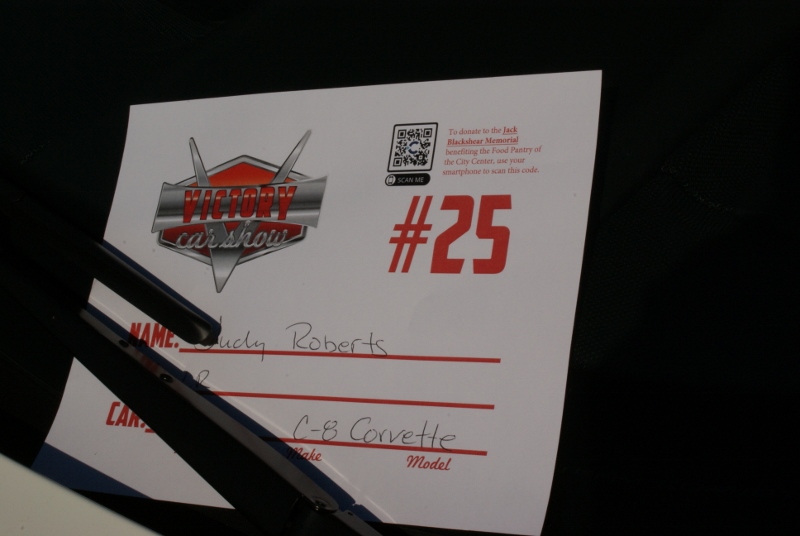 VICTORY
car show
To donate to the Jack
Blackshear Memorial
benefiting the Food Pantry of
the City Center, use your
smartphone to scan this code.
SCAN ME
#25
NAME: Judy Roberts
CAR: C-8 Corvette
Make Model